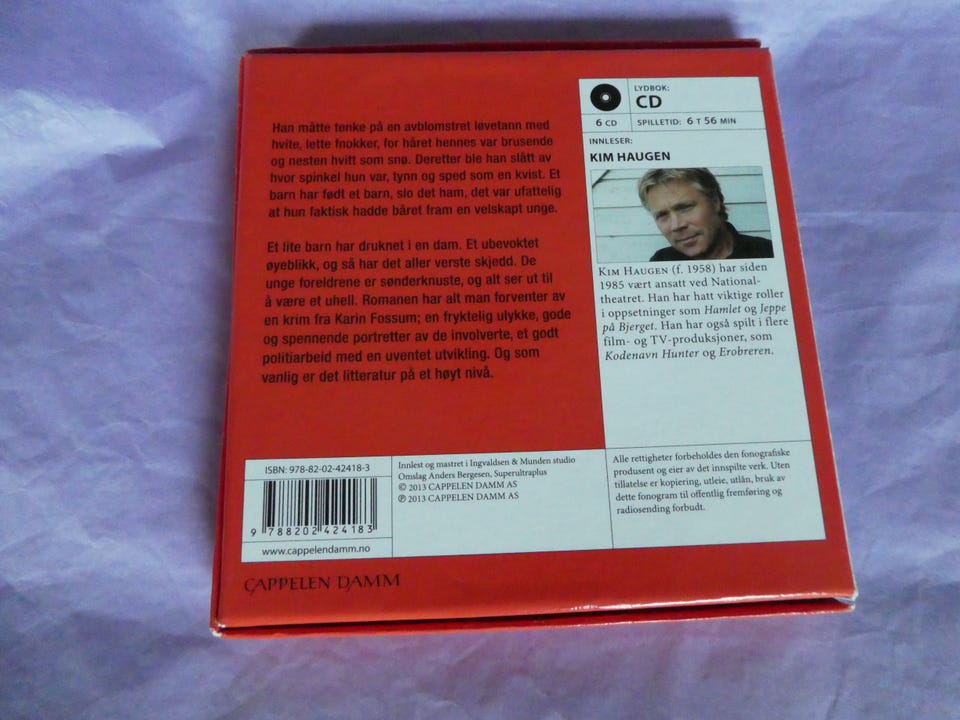 Han måtte tenke på en avblomstret løvetann med
hvite, lette fnokker, for håret hennes var brusende
og nesten hvitt som snø. Deretter ble han slått av
hvor spinkel hun var, tynn og sped som en kvist. Et
barn har født et barn, slo det ham, det var ufattelig
at hun faktisk hadde båret fram en velskapt unge.
Et lite barn har druknet i en dam. Et ubevoktet
øyeblikk, og så har det aller verste skjedd. De
unge foreldrene er sønderknuste, og alt ser ut til
å være et uhell. Romanen har alt man forventer av
en krim fra Karin Fossum; en fryktelig ulykke, gode
og spennende portretter av de involverte, et godt
politiarbeid med en uventet utvikling. Og som
vanlig er det litteratur på et høyt nivå.
LYDBOK:
CD
6 CD
SPILLETID: 6 T 56 MIN
INNLESER:
KIM HAUGEN
KIM HAUGEN (f. 1958) har siden
1985 vært ansatt ved National-
theatret. Han har hatt viktige roller
i oppsetninger som Hamlet og Jeppe
på Bjerget. Han har også spilt i flere
film- og TV-produksjoner, som
Kodenavn Hunter og Erobreren.
ISBN: 978-82-02-42418-3
9 788202 424183
www.cappelendamm.no
Innlest og mastret i Ingvaldsen & Munden studio
Omslag Anders Bergesen, Superultraplus
© 2013 CAPPELEN DAMM AS
℗ 2013 CAPPELEN DAMM AS
Alle rettigheter forbeholdes den fonografiske
produsent og eier av det innspilte verk. Uten
tillatelse er kopiering, utleie, utlån, bruk av
dette fonogram til offentlig fremføring og
radiosending forbudt.
CAPPELEN DAMM